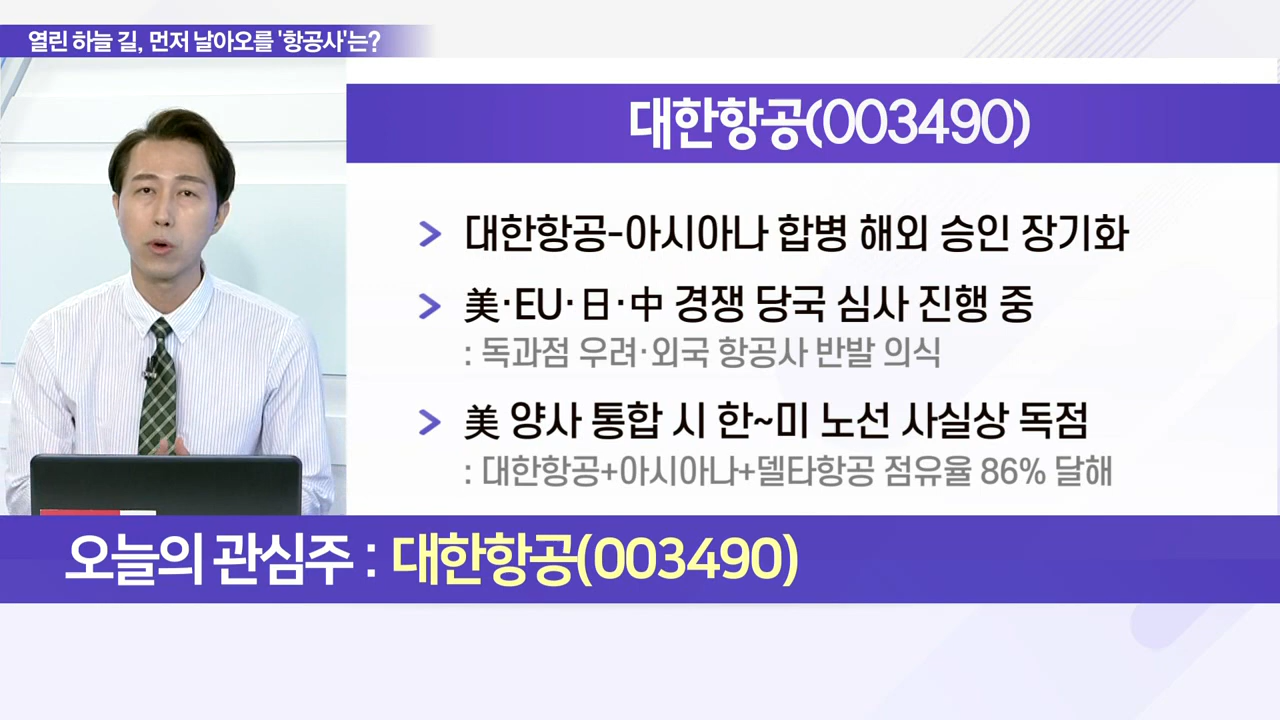 열린 하늘 길, 먼저 날아오를 '항공사'는?
대한항공(003490)
> 대한항공-아시아나 합병 해외 승인 장기화
> 美·EU·日·中 경쟁 당국 심사 진행 중
: 독과점 우려·외국 항공사 반발 의식
> 美 양사 통합 시 한~미 노선 사실상 독점
: 대한항공+아시아나+델타항공 점유율 86% 달해
오늘의 관심주 : 대한항공(003490)